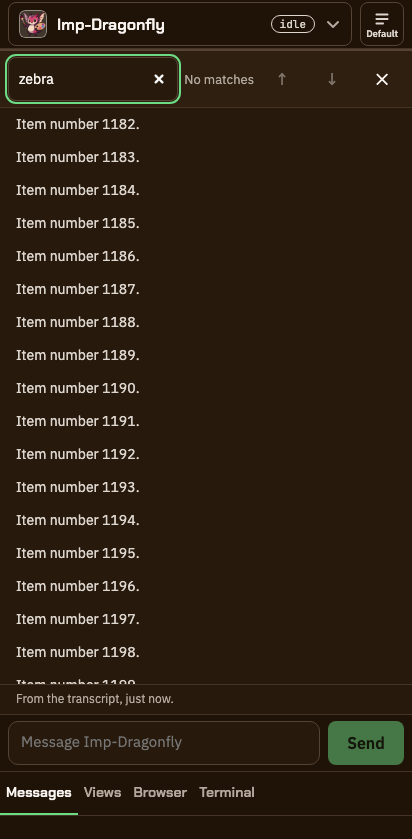 Imp-Dragonfly
idle
Default
zebra
No matches
Item number 1182.
Item number 1183.
Item number 1184.
Item number 1185.
Item number 1186.
Item number 1187.
Item number 1188.
Item number 1189.
Item number 1190.
Item number 1191.
Item number 1192.
Item number 1193.
Item number 1194.
Item number 1195.
Item number 1196.
Item number 1197.
Item number 1198.
Item number 1199.
From the transcript, just now.
Message Imp-Dragonfly
Send
Messages Views Browser Terminal